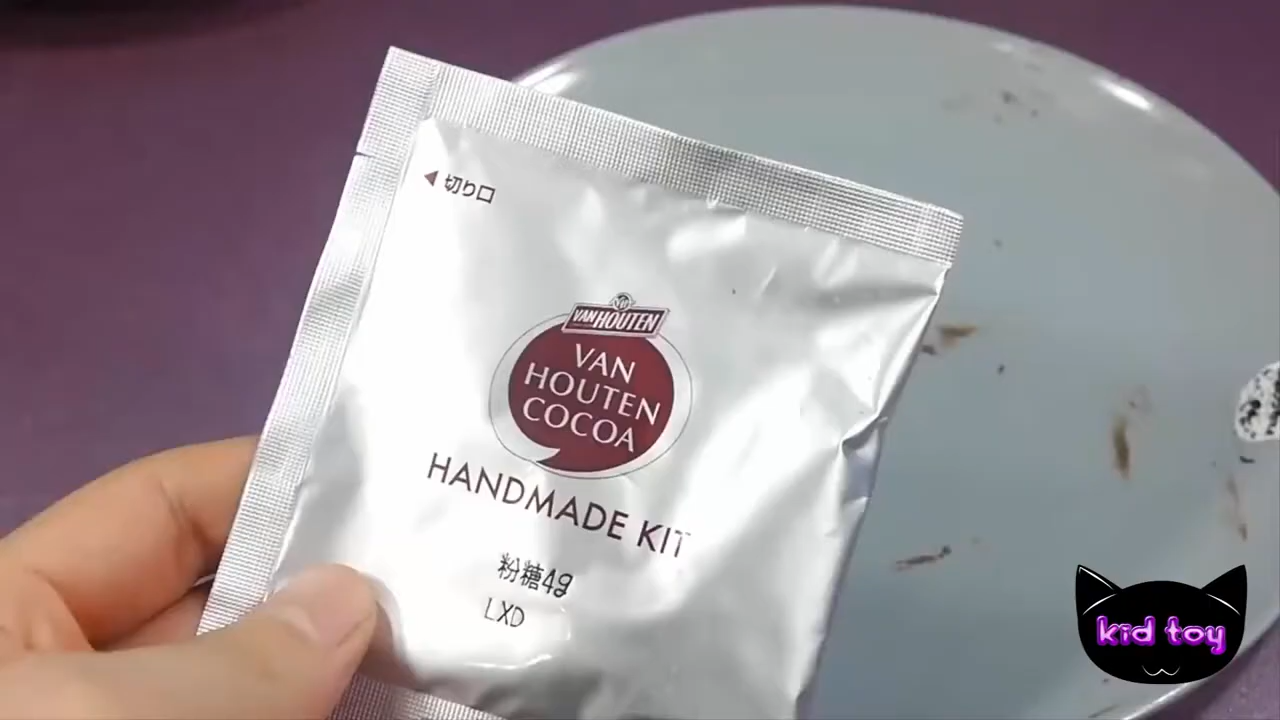 ◀切り口
VAN HOUTEN
VAN
HOUTEN
COCOA
HANDMADE KIT
粉糖4g
LXD
kid toy